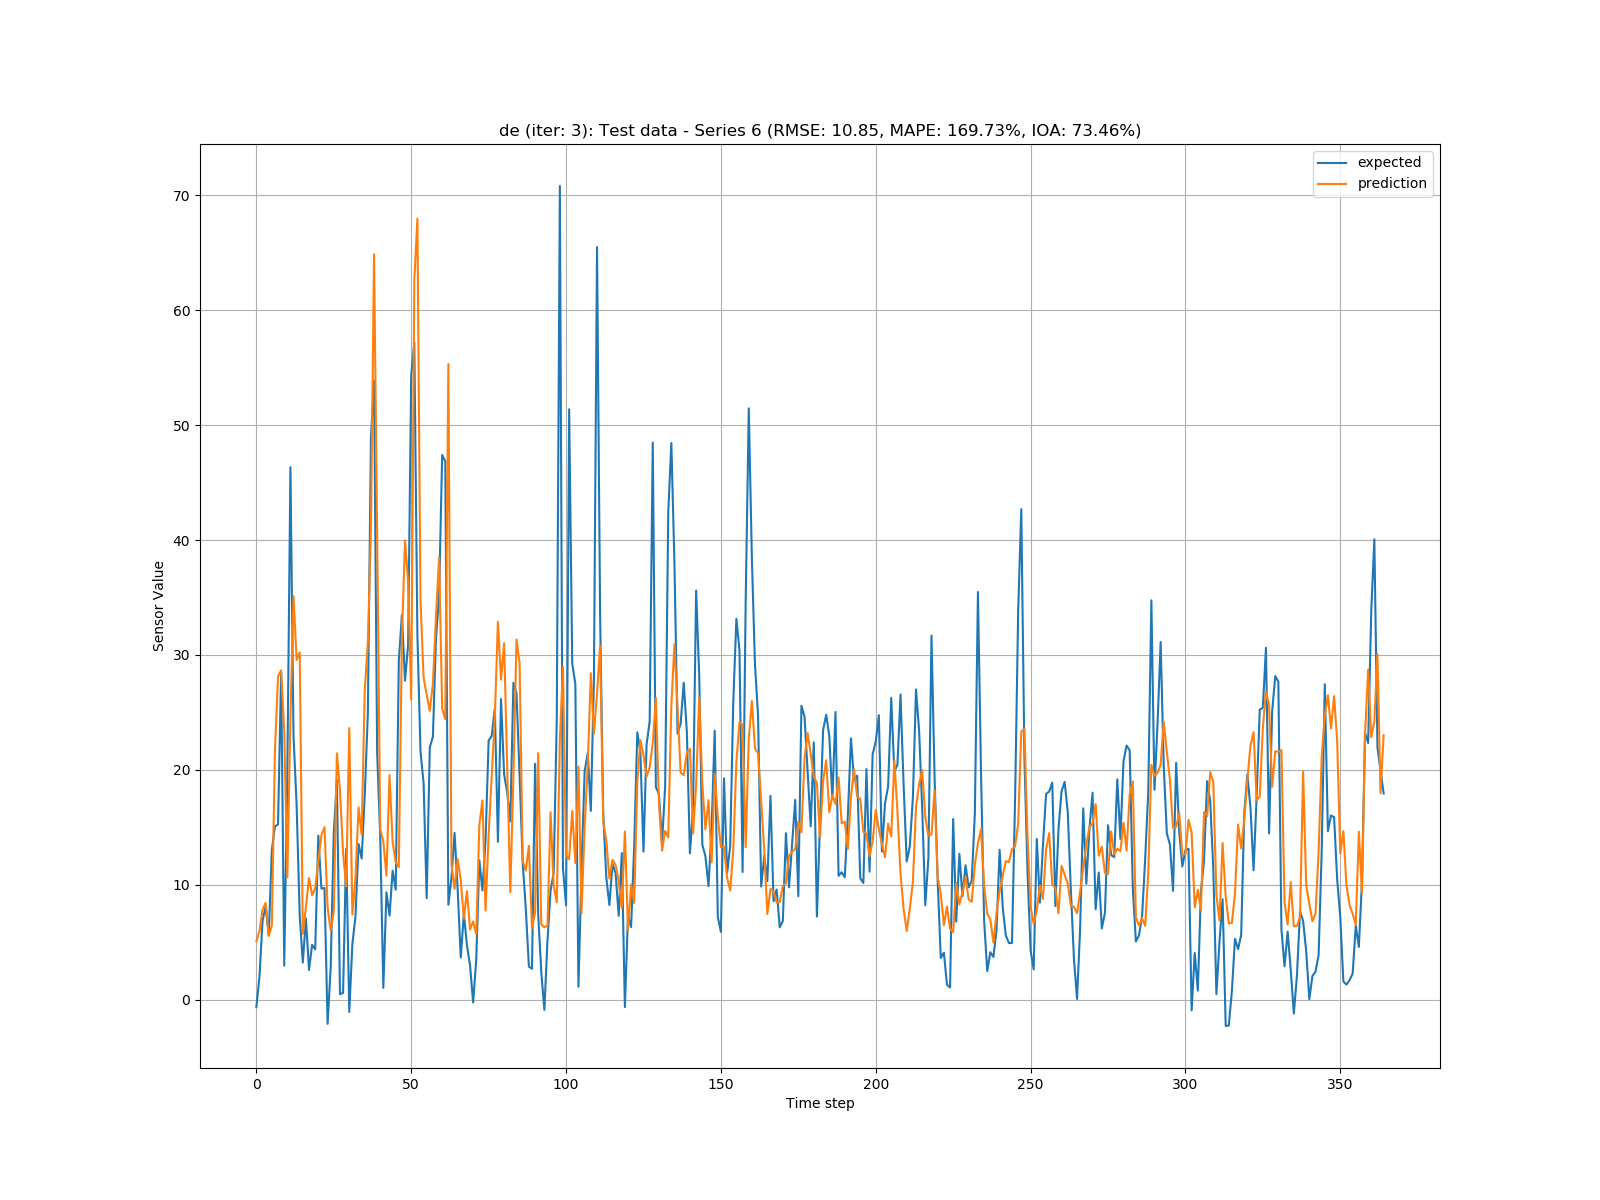 de (iter: 3): Test data - Series 6 (RMSE: 10.85, MAPE: 169.73%, IOA: 73.46%)
expected
prediction
70
60
50
40
30
20
10
0
Sensor Value
0 50 100 150 200 250 300 350
Time step